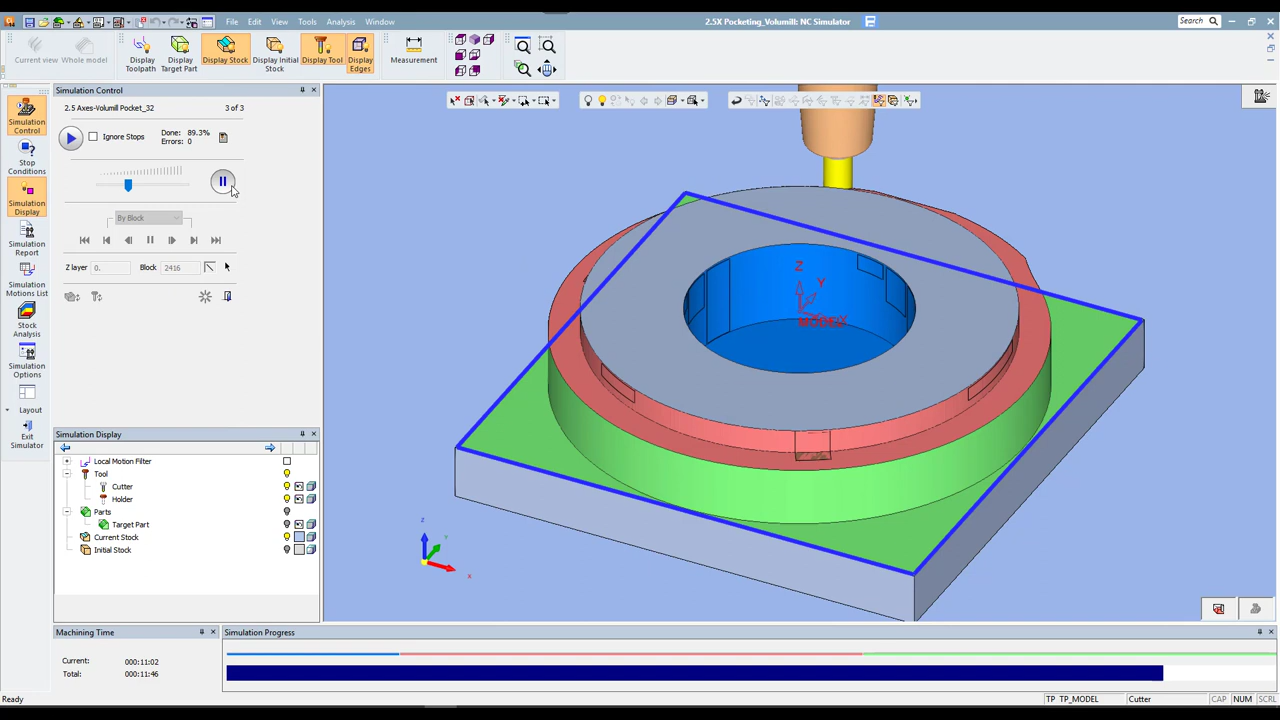 File Edit View Tools Analysis Window
2.5X Pocketing_Volumill: NC Simulator
Search
Current view
Whole model
Display Toolpath
Display Target Part
Display Stock
Display Initial Stock
Display Tool
Display Edges
Measurement
Simulation Control
Stop Conditions
Simulation Display
Simulation Report
Simulation Motions List
Stock Analysis
Simulation Options
Layout
Exit Simulator
Simulation Control
2.5 Axes-Volumill Pocket_32 3 of 3
Ignore Stops
Done: 89.3%
Errors: 0
By Block
Z layer 0. Block 2416
Simulation Display
Local Motion Filter
Tool
Cutter
Holder
Parts
Target Part
Current Stock
Initial Stock
Z
Y
X
MODEL
z
Y
x
Machining Time
Current: 000:11:02
Total: 000:11:46
Simulation Progress
Ready
TP TP_MODEL
Cutter
CAP NUM SCRL